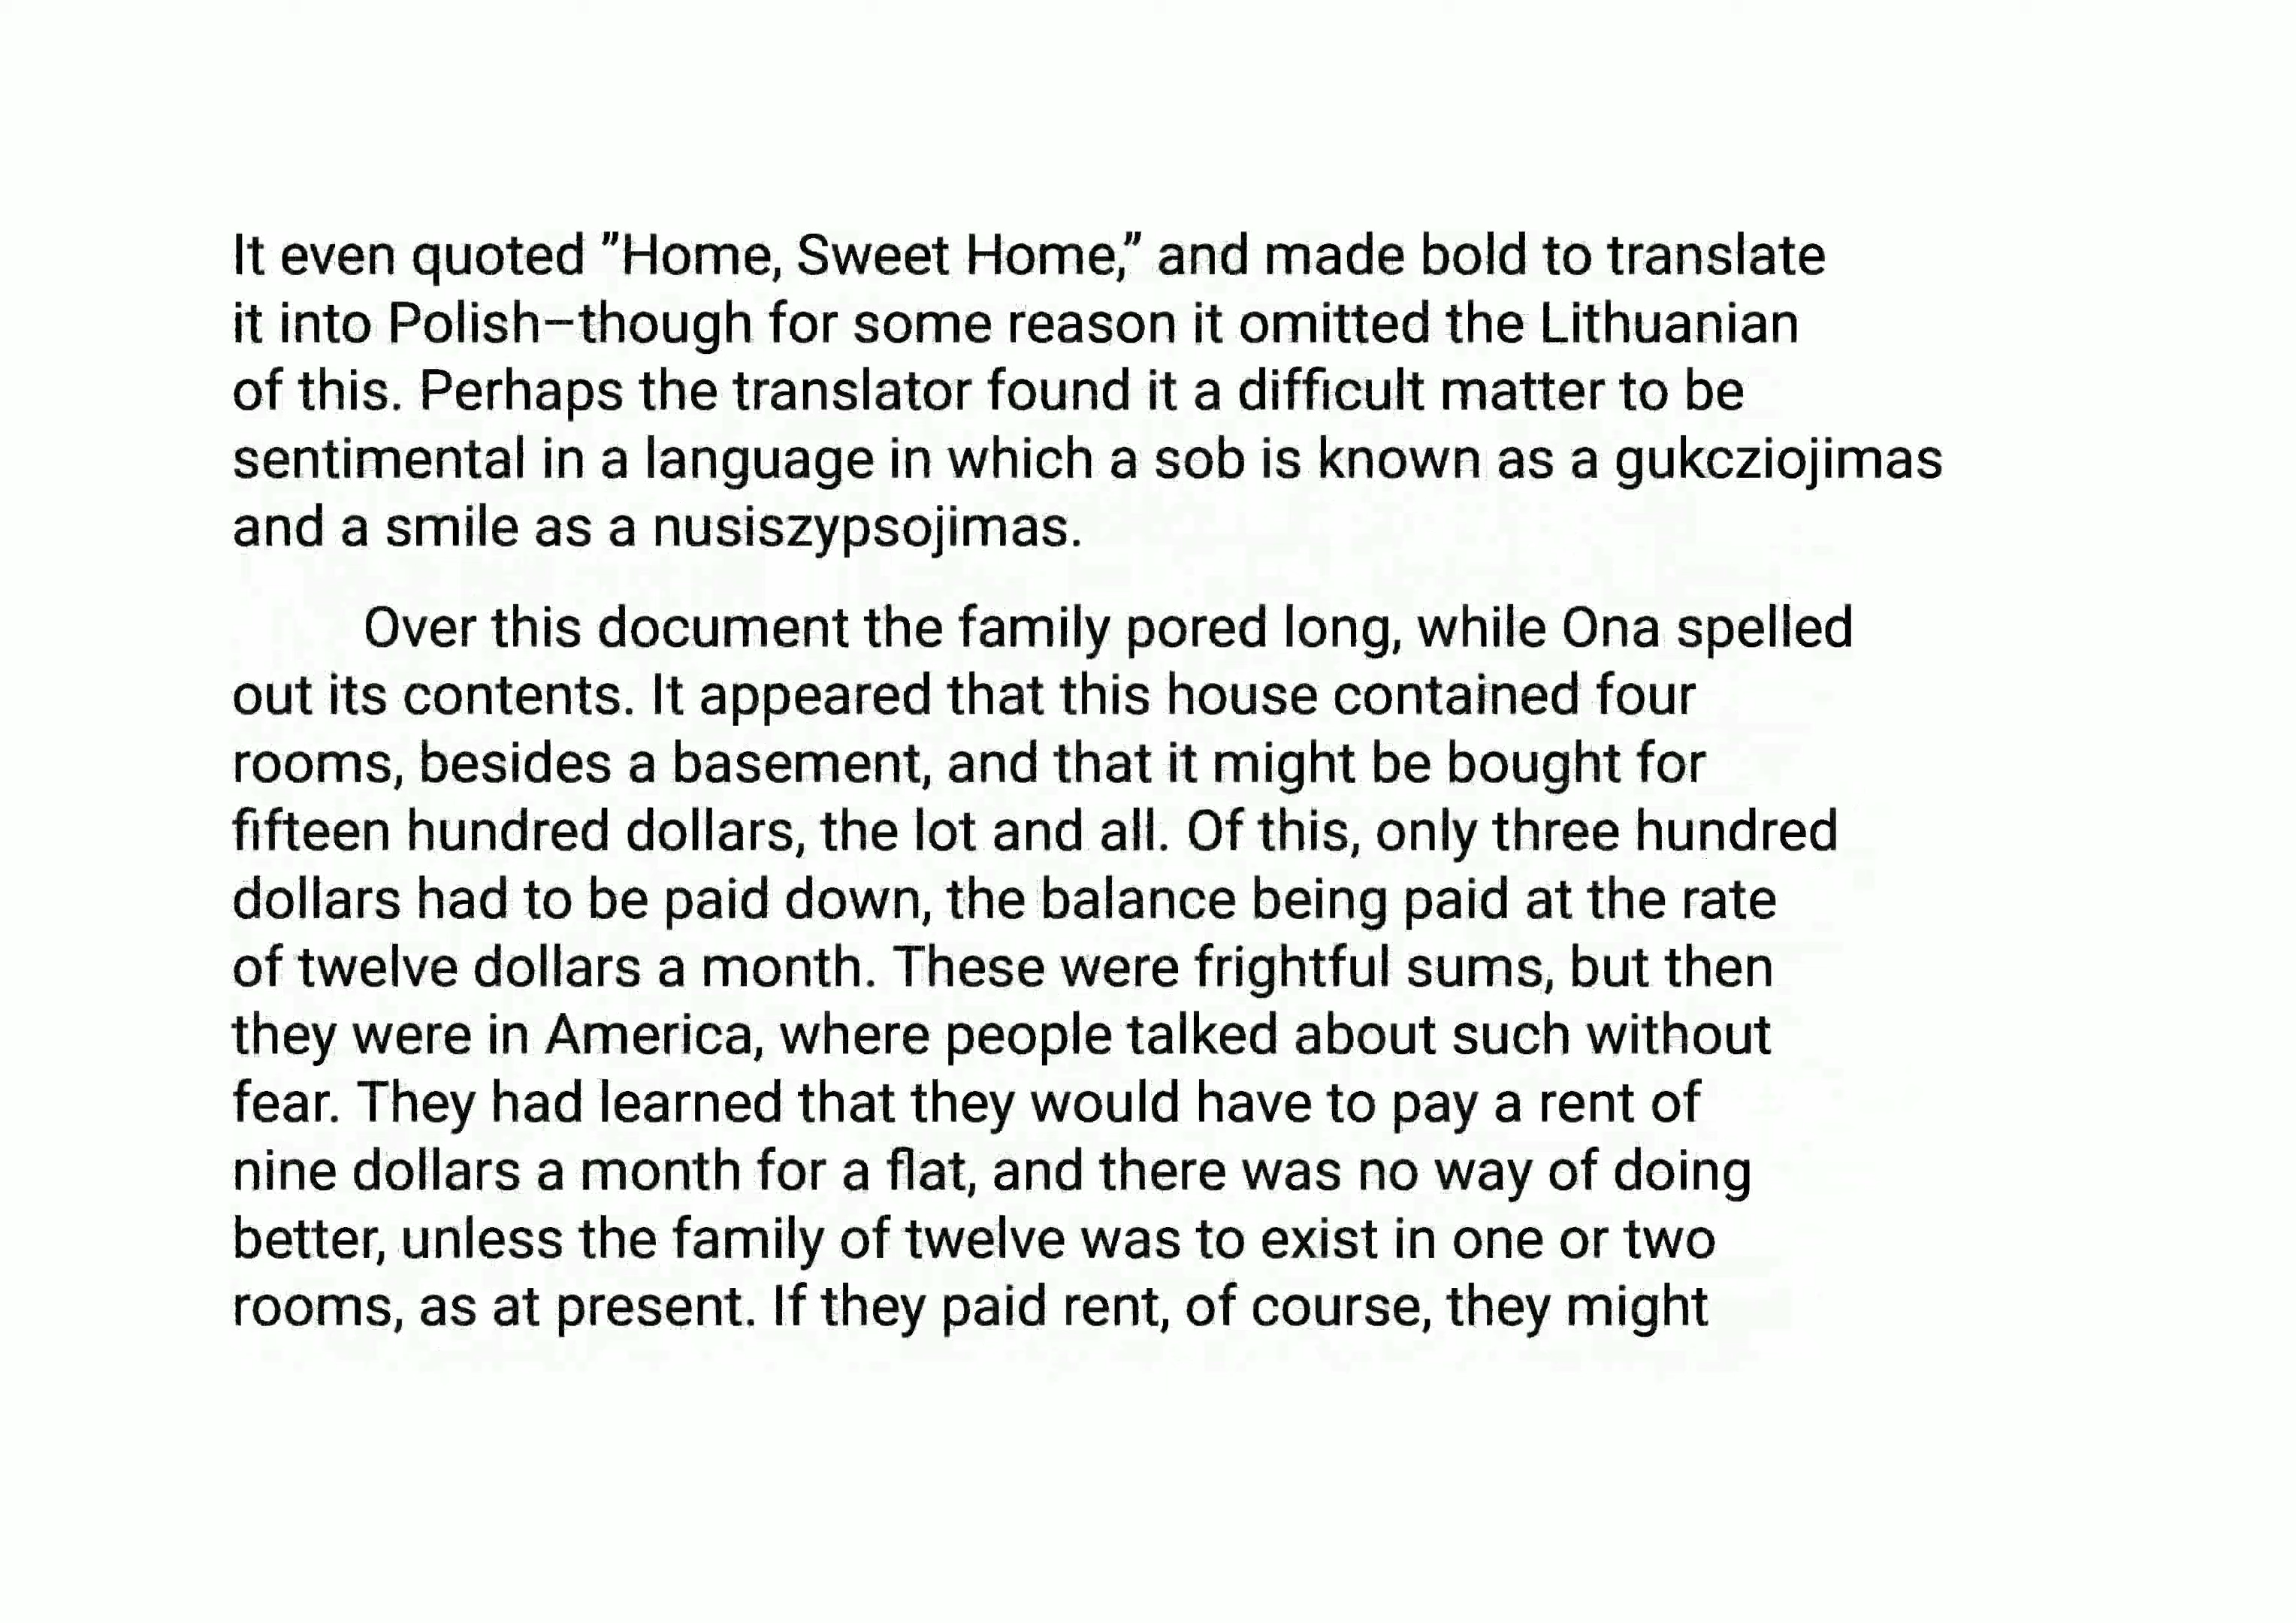 It even quoted "Home, Sweet Home," and made bold to translate
it into Polish–though for some reason it omitted the Lithuanian
of this. Perhaps the translator found it a difficult matter to be
sentimental in a language in which a sob is known as a gukcziojimas
and a smile as a nusiszypsojimas.
Over this document the family pored long, while Ona spelled
out its contents. It appeared that this house contained four
rooms, besides a basement, and that it might be bought for
fifteen hundred dollars, the lot and all. Of this, only three hundred
dollars had to be paid down, the balance being paid at the rate
of twelve dollars a month. These were frightful sums, but then
they were in America, where people talked about such without
fear. They had learned that they would have to pay a rent of
nine dollars a month for a flat, and there was no way of doing
better, unless the family of twelve was to exist in one or two
rooms, as at present. If they paid rent, of course, they might